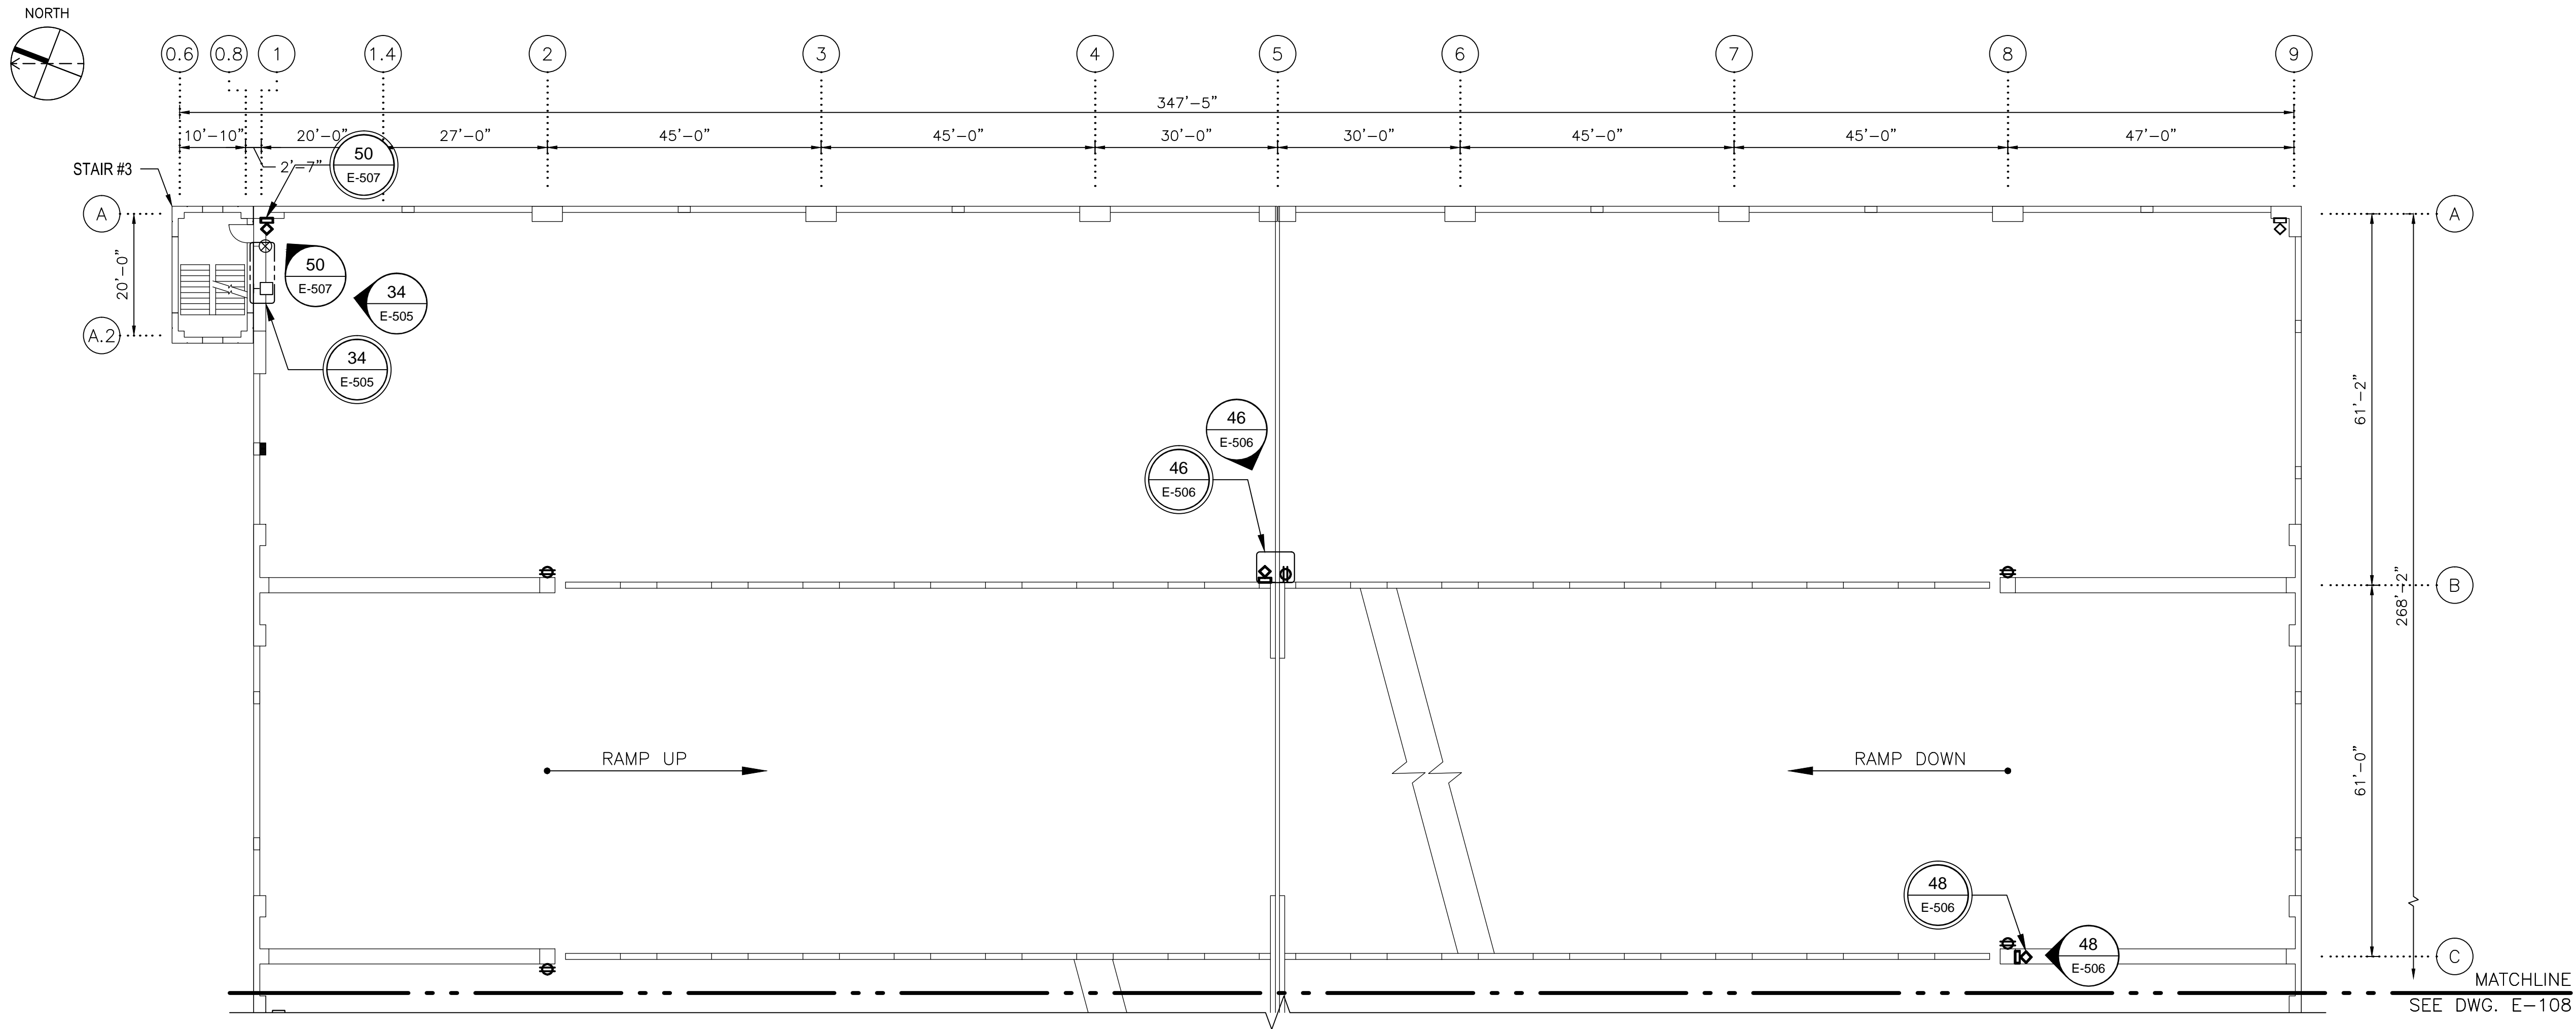 NORTH
0.6 0.8 1 1.4 2 3 4 5 6 7 8 9
347'-5"
10'-10" 20'-0" 27'-0" 45'-0" 45'-0" 30'-0" 30'-0" 45'-0" 45'-0" 47'-0"
2'-7"
50
E-507
STAIR #3
A
A
20'-0"
50
E-507
34
E-505
A.2
34
E-505
61'-2"
46
E-506
46
E-506
268'-2"
B
RAMP UP
RAMP DOWN
61'-0"
48
E-506
48
E-506
C
MATCHLINE
SEE DWG. E-108